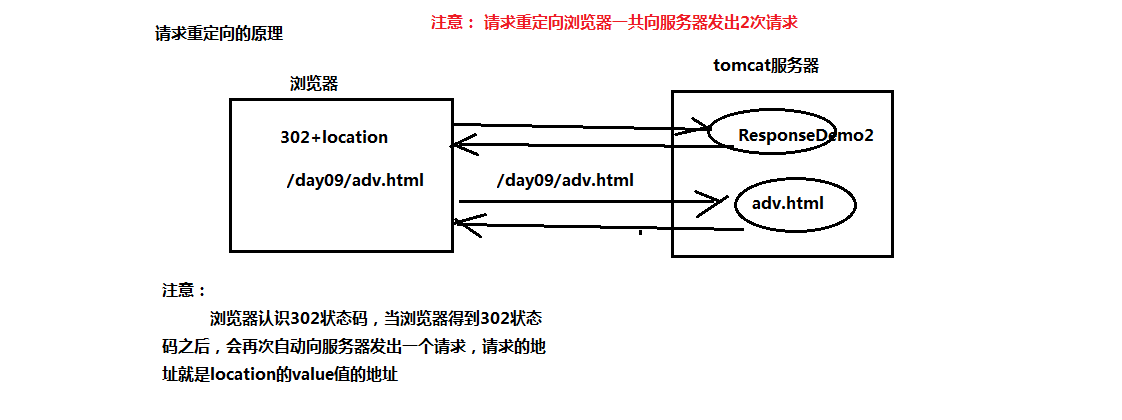 注意： 请求重定向浏览器一共向服务器发出2次请求
请求重定向的原理
tomcat服务器
浏览器
302+location
ResponseDemo2
/day09/adv.html
/day09/adv.html
adv.html
注意：
浏览器认识302状态码，当浏览器得到302状态
码之后，会再次自动向服务器发出一个请求，请求的地
址就是location的value值的地址